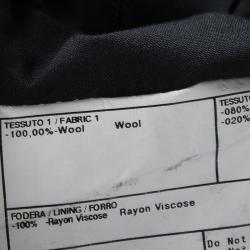 TESSUTO 1 / FABRIC 1
-100,00%-Wool Wool
TESSUTO
-080%
-020%
FODERA / LINING / FORRO
-100% -Rayon Viscose Rayon Viscose
Do Not